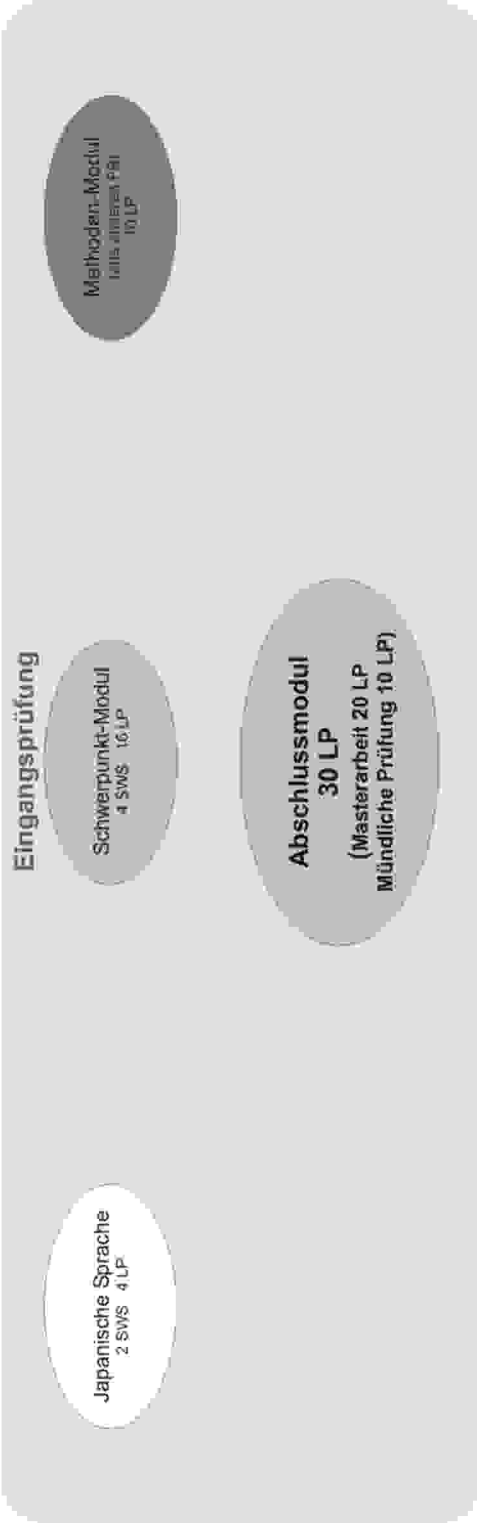 Eingangsprüfung
Japanische Sprache
2 SWS 4 LP
Schwerpunkt-Modul
4 SWS 16 LP
Methoden-Modul
10 LP
Abschlussmodul
30 LP
(Masterarbeit 20 LP
Mündliche Prüfung 10 LP)